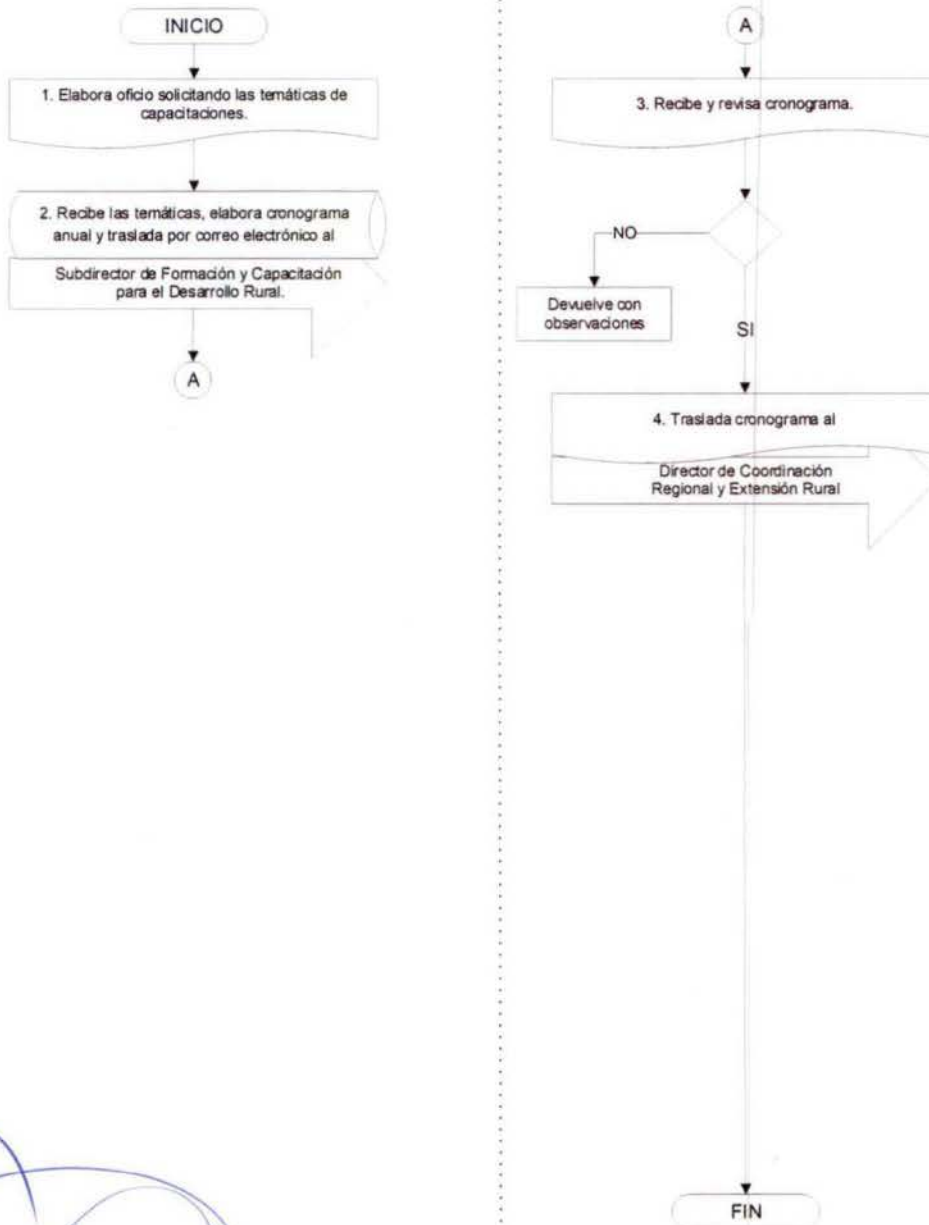 INICIO
1. Elabora oficio solicitando las temáticas de
capacitaciones.
2. Recibe las temáticas, elabora cronograma
anual y traslada por correo electrónico al
Subdirector de Formación y Capacitación
para el Desarrollo Rural.
A
A
3. Recibe y revisa cronograma.
NO
Devuelve con
observaciones
SI
4. Traslada cronograma al
Director de Coordinación
Regional y Extensión Rural
FIN